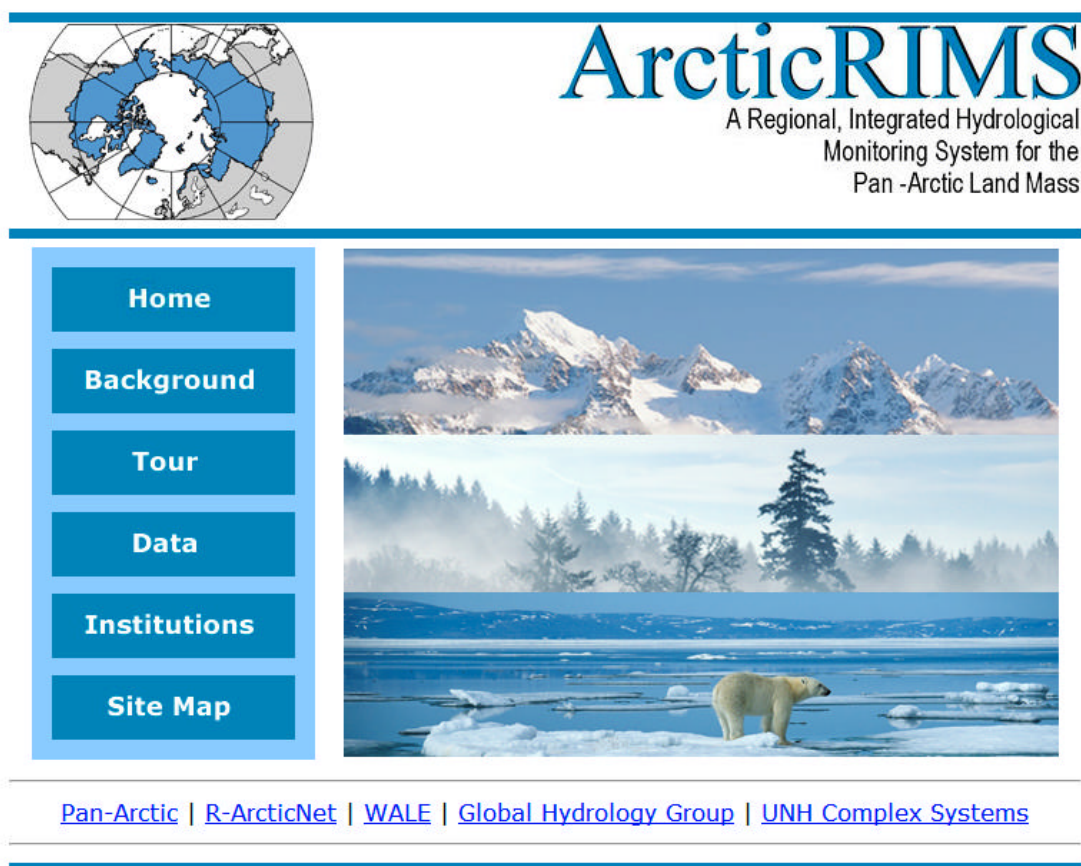 ArcticRIMS
A Regional, Integrated Hydrological
Monitoring System for the
Pan -Arctic Land Mass
Home
Background
Tour
Data
Institutions
Site Map
Pan-Arctic | R-ArcticNet | WALE | Global Hydrology Group | UNH Complex Systems